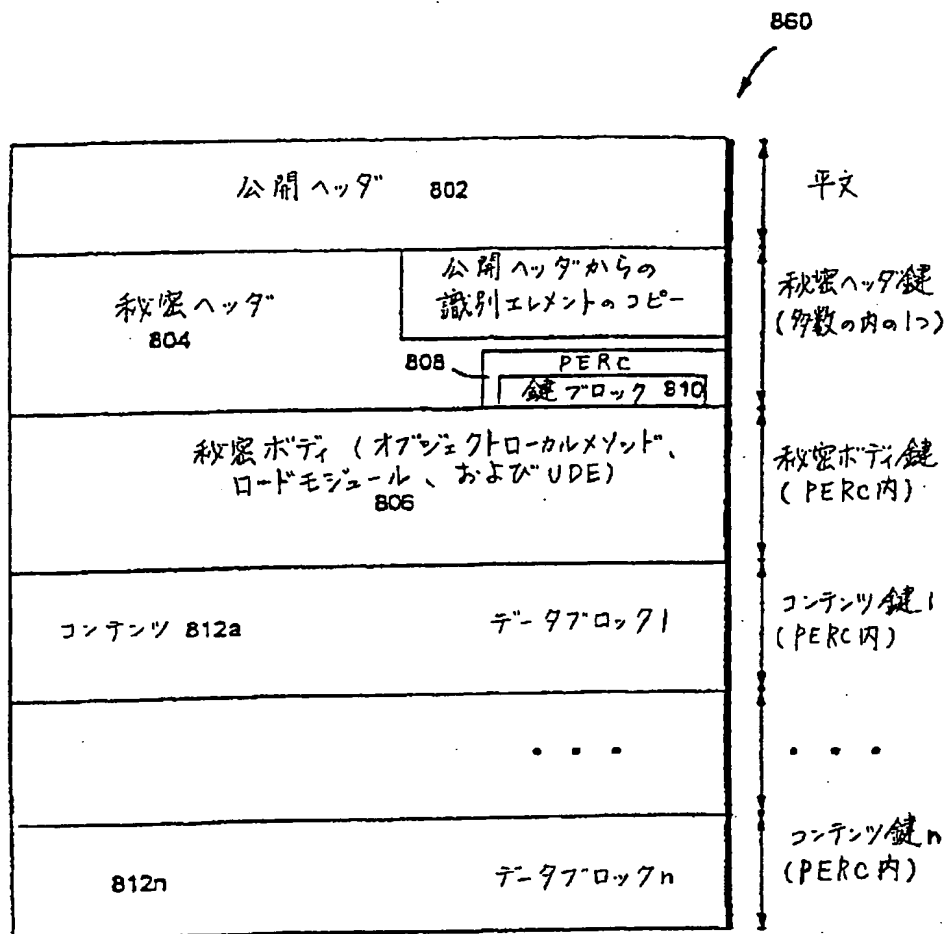 860
公開ヘッダ 802
平文
秘密ヘッダ
804
公開ヘッダからの
識別エレメントのコピー
秘密ヘッダ鍵
(多数の内の1つ)
808
PERC
鍵ブロック 810
秘密ボディ (オブジェクトローカルメソッド、
ロードモジュール、およびUDE)
806
秘密ボディ鍵
(PERC内)
コンテンツ 812a
データブロック1
コンテンツ鍵1
(PERC内)
• • •
• • •
812n
データブロックn
コンテンツ鍵n
(PERC内)